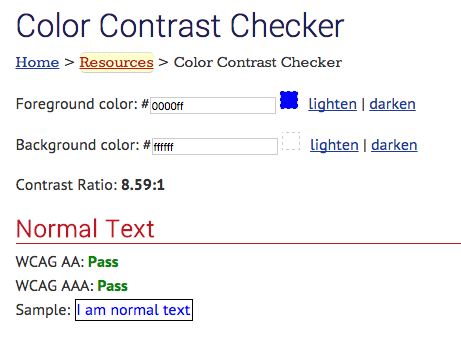 Color Contrast Checker
Home > Resources > Color Contrast Checker
Foreground color: #0000ff lighten | darken
Background color: #ffffff lighten | darken
Contrast Ratio: 8.59:1
Normal Text
WCAG AA: Pass
WCAG AAA: Pass
Sample: I am normal text